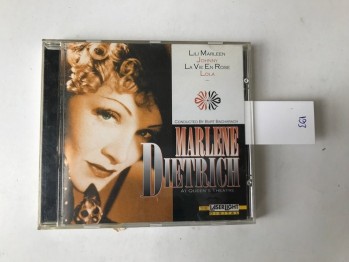 LILI MARLEEN
JOHNNY
LA VIE EN ROSE
LOLA
...
CONDUCTED BY BURT BACHARACH
MARLENE
DIETRICH
AT QUEEN'S THEATRE
LASERLIGHT
DIGITAL
193